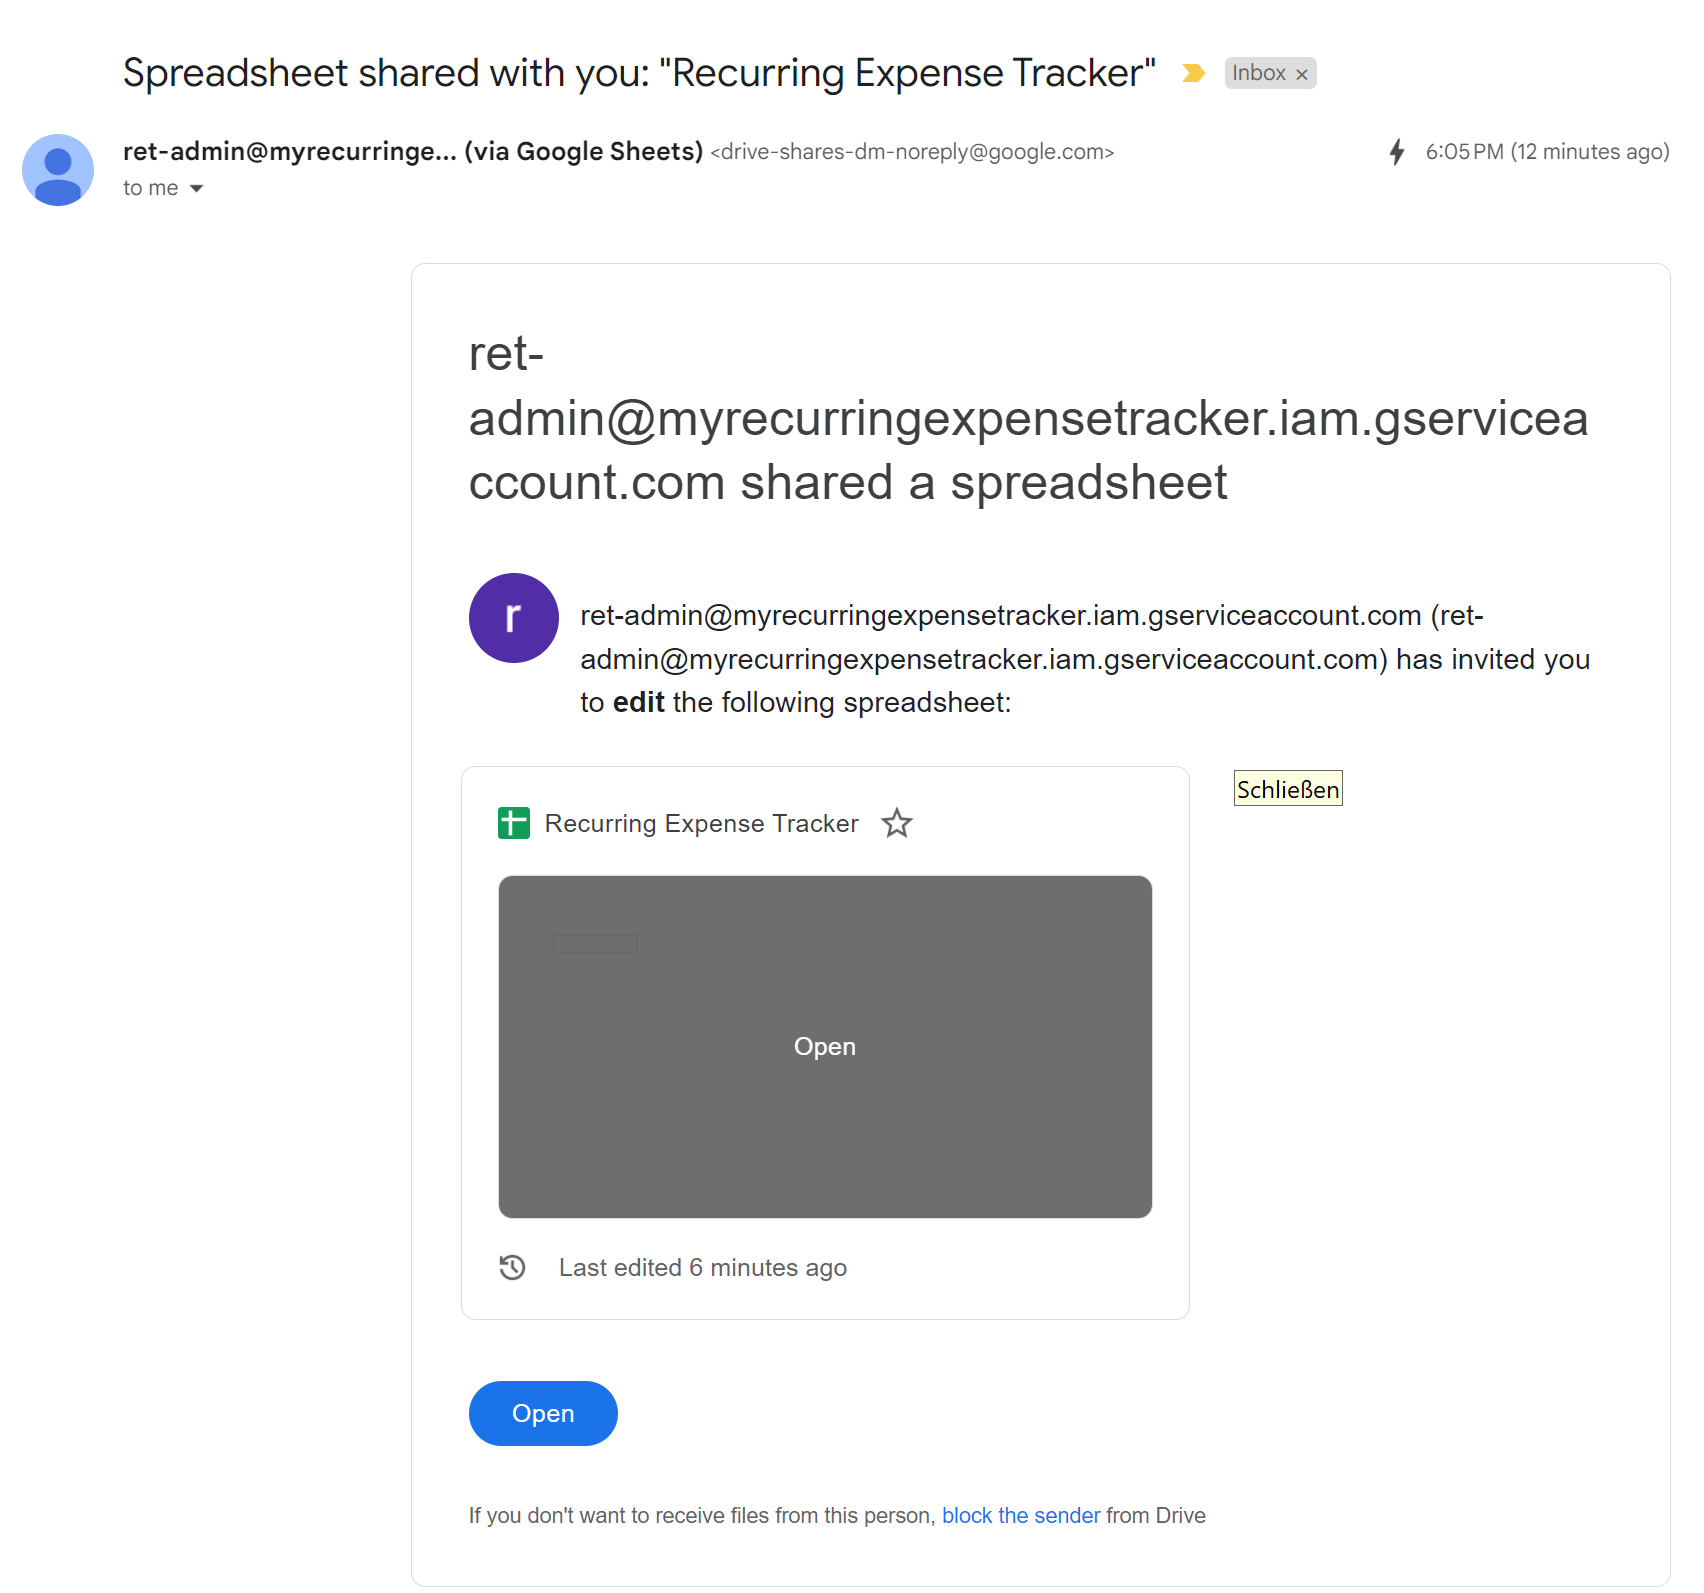 Spreadsheet shared with you: "Recurring Expense Tracker" Inbox ×
ret-admin@myrecurringe... (via Google Sheets) <drive-shares-dm-noreply@google.com> 6:05 PM (12 minutes ago)
to me
ret-
admin@myrecurringexpensetracker.iam.gservicea
ccount.com shared a spreadsheet
r
ret-admin@myrecurringexpensetracker.iam.gserviceaccount.com (ret-
admin@myrecurringexpensetracker.iam.gserviceaccount.com) has invited you
to edit the following spreadsheet:
Schließen
Recurring Expense Tracker
Open
Last edited 6 minutes ago
Open
If you don't want to receive files from this person, block the sender from Drive